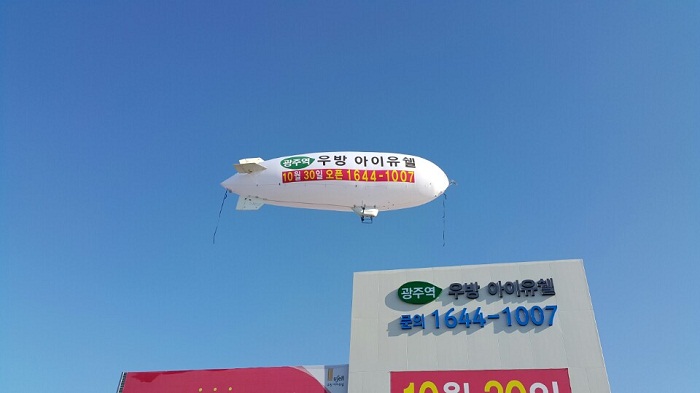 광주역 우방 아이유쉘
10월 30일 오픈 1644-1007
광주역 우방 아이유쉘
문의 1644-1007
10월 30일